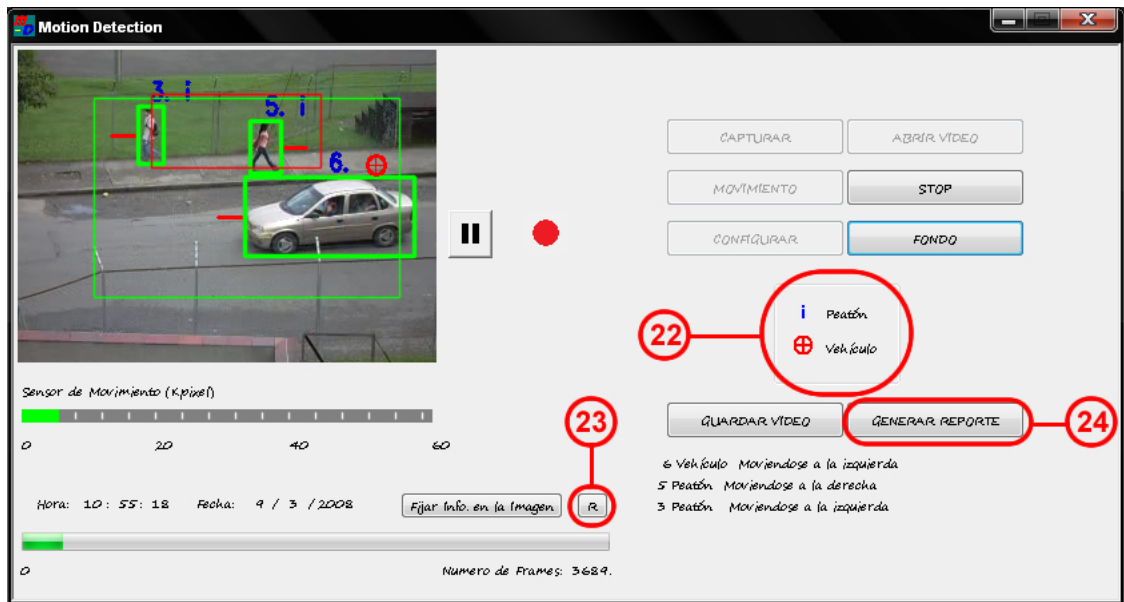 Motion Detection
3. i
5. i
6.
CAPTURAR
ABRIR VIDEO
MOVIMIENTO
STOP
CONFIGURAR
FONDO
i Peatón
Vehículo
22
Sensor de Movimiento (Kpixel)
0 20 40 60
23
GUARDAR VIDEO
GENERAR REPORTE
24
6 Vehículo Moviendose a la izquierda
5 Peatón Moviendose a la derecha
3 Peatón Moviendose a la izquierda
Hora: 10: 55: 18 Fecha: 9 / 3 /2008
Fijar Info. en la Imagen
R
0
Numero de Frames: 3689.